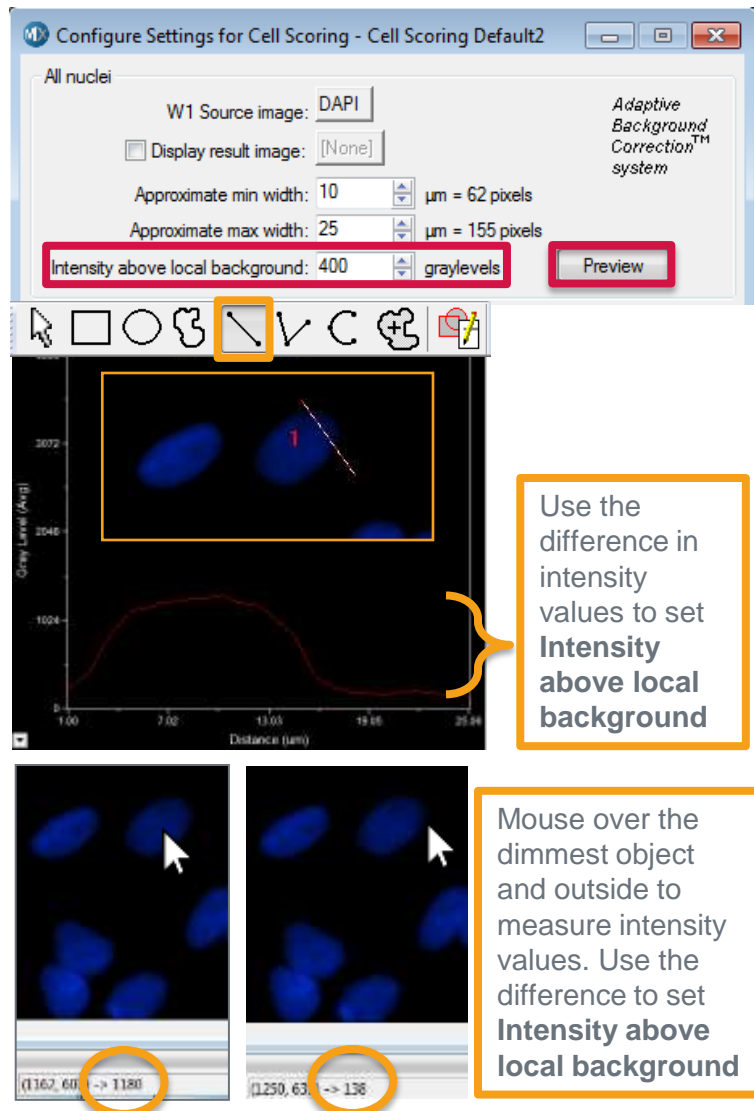 Configure Settings for Cell Scoring - Cell Scoring Default2
All nuclei
W1 Source image: DAPI
Display result image: [None]
Adaptive
Background
Correction™
system
Approximate min width: 10 µm = 62 pixels
Approximate max width: 25 µm = 155 pixels
Intensity above local background: 400 graylevels Preview
1
3072
2048
1024
0
Gray Level (Avg)
1.00 7.02 13.03 19.05
Distance (um)
Use the
difference in
intensity
values to set
Intensity
above local
background
Mouse over the
dimmest object
and outside to
measure intensity
values. Use the
difference to set
Intensity above
local background
-> 1180
-> 138